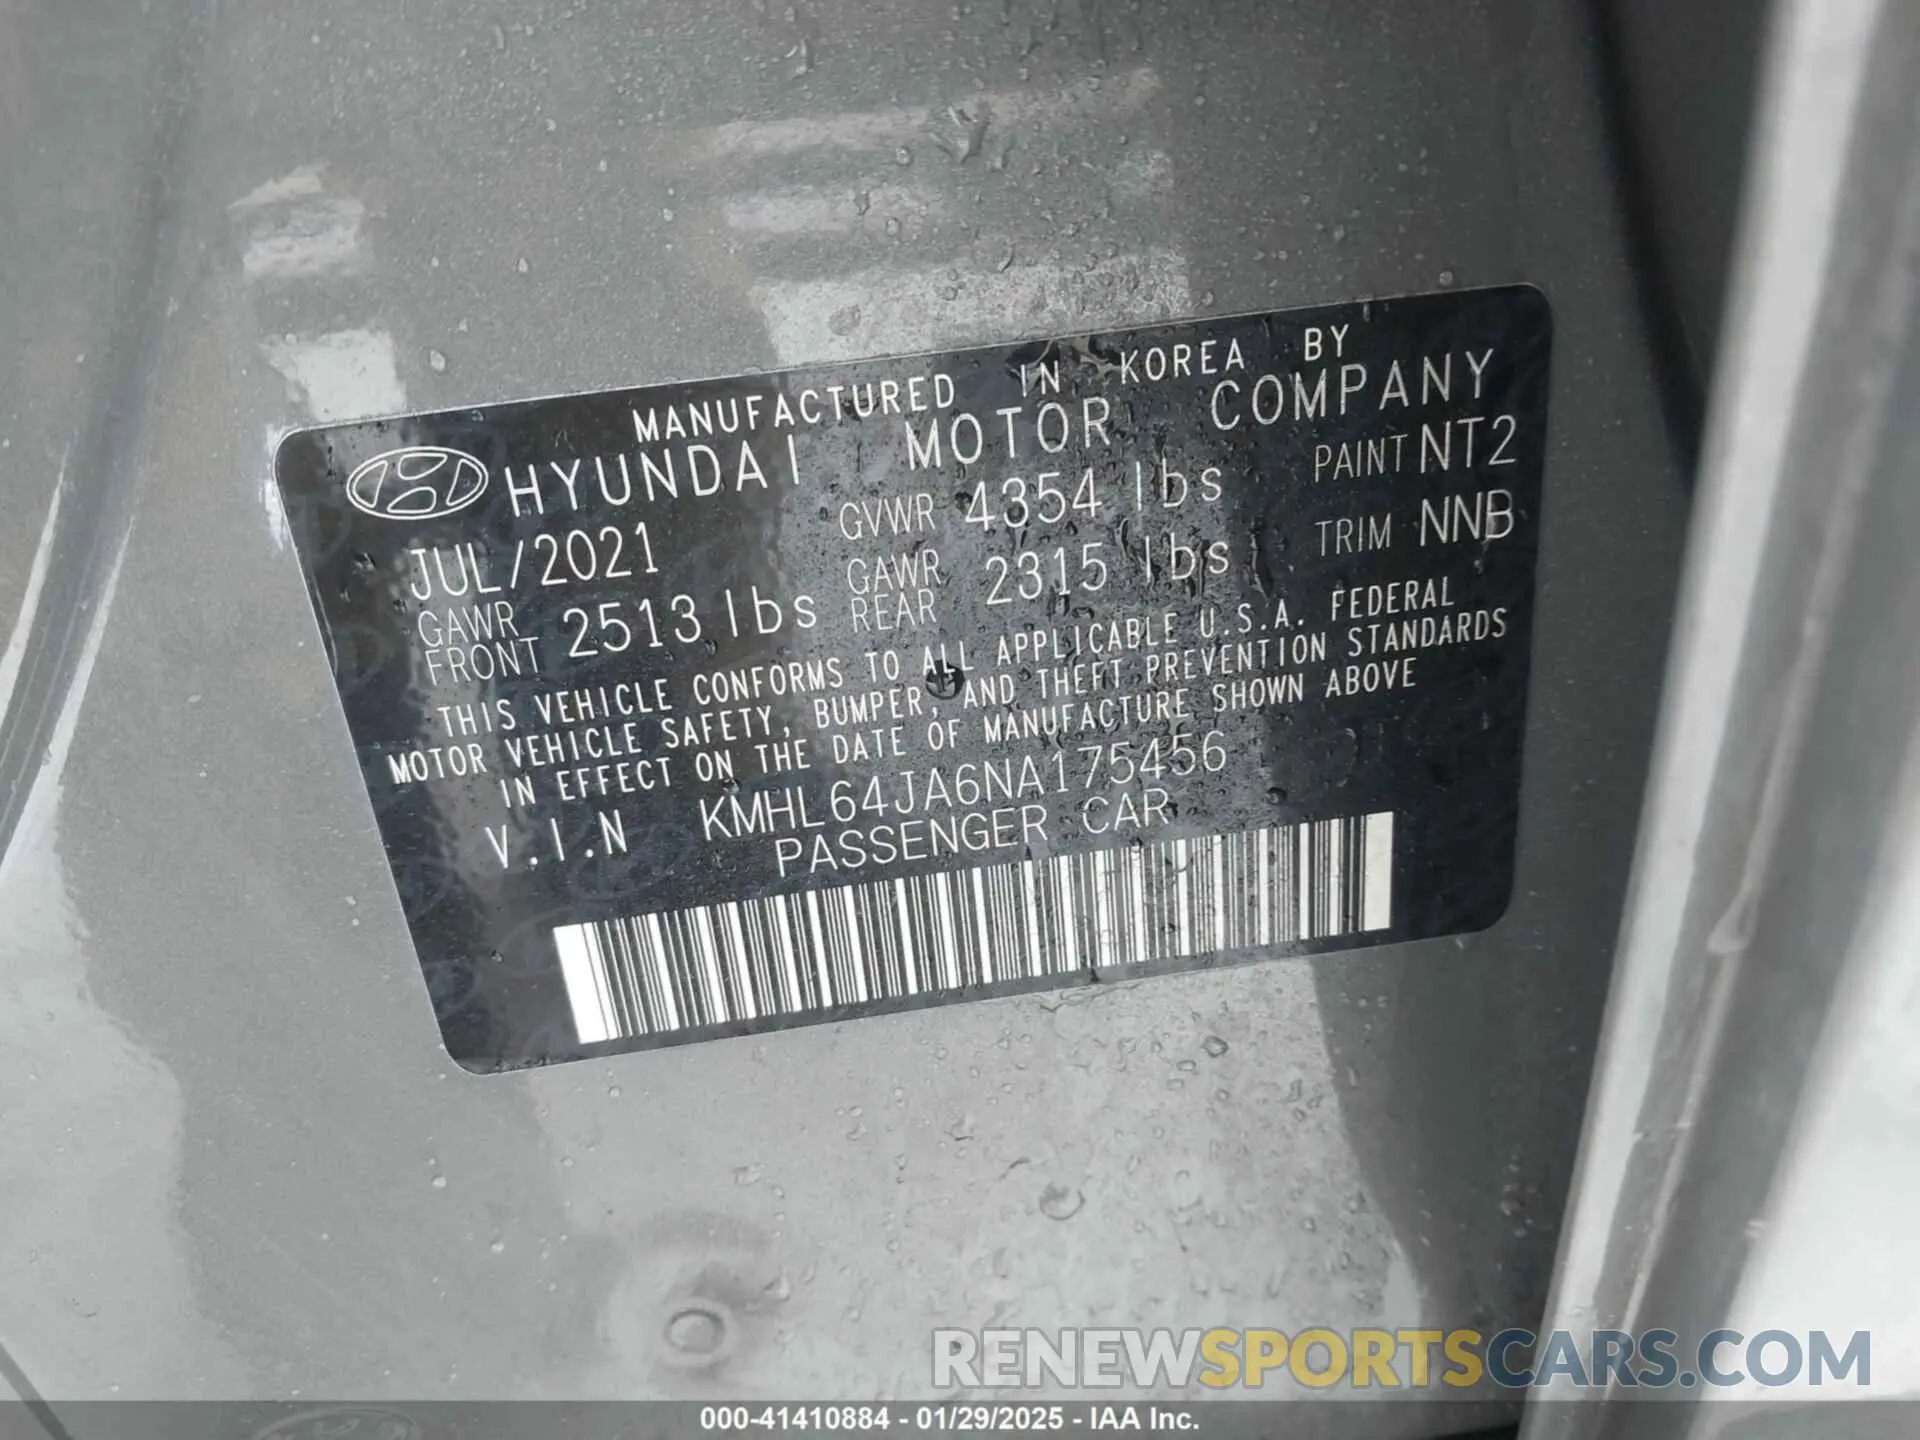 MANUFACTURED IN KOREA BY
HYUNDAI MOTOR COMPANY
JUL/2021 GVWR 4354 lbs PAINT NT2
GAWR FRONT 2513 lbs GAWR REAR 2315 lbs TRIM NNB
THIS VEHICLE CONFORMS TO ALL APPLICABLE U.S.A. FEDERAL
MOTOR VEHICLE SAFETY, BUMPER, AND THEFT PREVENTION STANDARDS
IN EFFECT ON THE DATE OF MANUFACTURE SHOWN ABOVE
V.I.N KMHL64JA6NA175456
PASSENGER CAR
RENEWSPORTSCARS.COM
000-41410884 - 01/29/2025 - IAA Inc.